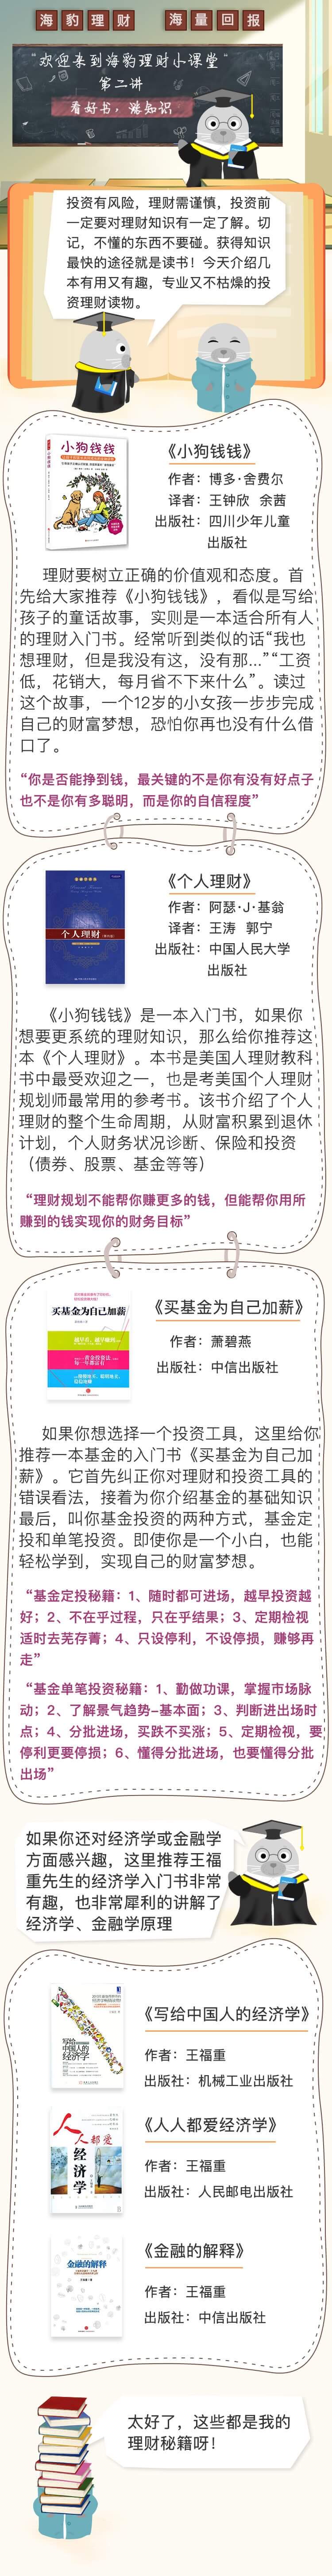 海豹理财 海量回报
“欢迎来到海豹理财小课堂”
第二讲
看好书，涨知识
投资有风险，理财需谨慎，投资前
一定要对理财知识有一定了解。切
记，不懂的东西不要碰。获得知识
最快的途径就是读书！今天介绍几
本有用又有趣，专业又不枯燥的投
资理财读物。
小狗钱钱
《小狗钱钱》
作者：博多·舍费尔
译者：王钟欣 余茜
出版社：四川少年儿童
出版社
理财要树立正确的价值观和态度。首
先给大家推荐《小狗钱钱》，看似是写给
孩子的童话故事，实则是一本适合所有人
的理财入门书。经常听到类似的话“我也
想理财，但是我没有这，没有那...”“工资
低，花销大，每月省不下来什么”。读过
这个故事，一个12岁的小女孩一步步完成
自己的财富梦想，恐怕你再也没有什么借
口了。
“你是否能挣到钱，最关键的不是你有没有好点子
也不是你有多聪明，而是你的自信程度”
个人理财
《个人理财》
作者：阿瑟·J·基翁
译者：王涛 郭宁
出版社：中国人民大学
出版社
《小狗钱钱》是一本入门书，如果你
想要更系统的理财知识，那么给你推荐这
本《个人理财》。本书是美国人理财教科
书中最受欢迎之一，也是考美国个人理财
规划师最常用的参考书。该书介绍了个人
理财的整个生命周期，从财富积累到退休
计划，个人财务状况诊断、保险和投资
（债券、股票、基金等等）
“理财规划不能帮你赚更多的钱，但能帮你用所
赚到的钱实现你的财务目标”
买基金为自己加薪
《买基金为自己加薪》
作者：萧碧燕
出版社：中信出版社
如果你想选择一个投资工具，这里给你
推荐一本基金的入门书《买基金为自己加
薪》。它首先纠正你对理财和投资工具的
错误看法，接着为你介绍基金的基础知识
最后，叫你基金投资的两种方式，基金定
投和单笔投资。即使你是一个小白，也能
轻松学到，实现自己的财富梦想。
“基金定投秘籍：1、随时都可进场，越早投资越
好；2、不在乎过程，只在乎结果；3、定期检视
适时去芜存菁；4、只设停利，不设停损，赚够再
走”
“基金单笔投资秘籍：1、勤做功课，掌握市场脉
动；2、了解景气趋势-基本面；3、判断进出场时
点；4、分批进场，买跌不买涨；5、定期检视，要
停利更要停损；6、懂得分批进场，也要懂得分批
出场”
如果你还对经济学或金融学
方面感兴趣，这里推荐王福
重先生的经济学入门书非常
有趣，也非常犀利的讲解了
经济学、金融学原理
写给
中国人的
经济学
《写给中国人的经济学》
作者：王福重
出版社：机械工业出版社
人人都爱
经济学
《人人都爱经济学》
作者：王福重
出版社：人民邮电出版社
金融的解释
《金融的解释》
作者：王福重
出版社：中信出版社
太好了，这些都是我的
理财秘籍呀！